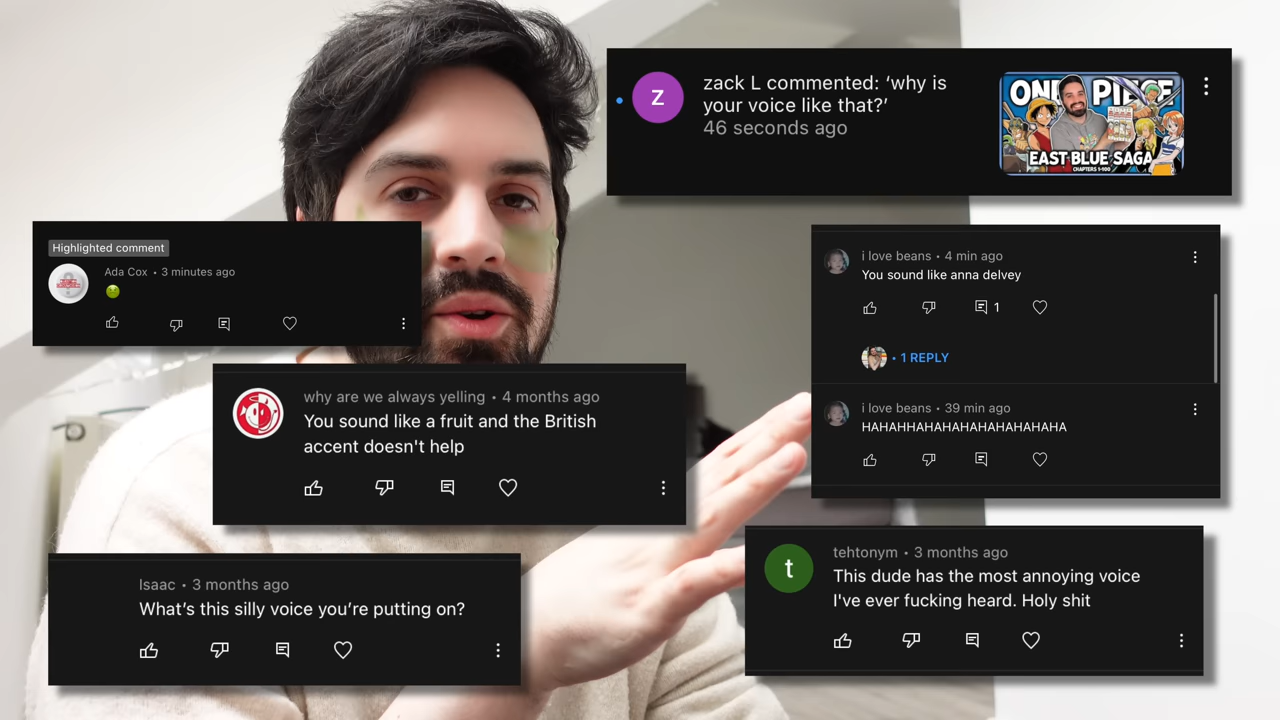 zack L commented: ‘why is
your voice like that?’
46 seconds ago
Z
ONE PIECE
EAST BLUE SAGA
CHAPTERS 1-100
Highlighted comment
Ada Cox • 3 minutes ago
i love beans • 4 min ago
You sound like anna delvey
1
• 1 REPLY
i love beans • 39 min ago
HAHAHHAHAHAHAHAHAHAHA
why are we always yelling • 4 months ago
You sound like a fruit and the British
accent doesn't help
Isaac • 3 months ago
What’s this silly voice you’re putting on?
t
tehtonym • 3 months ago
This dude has the most annoying voice
I've ever fucking heard. Holy shit